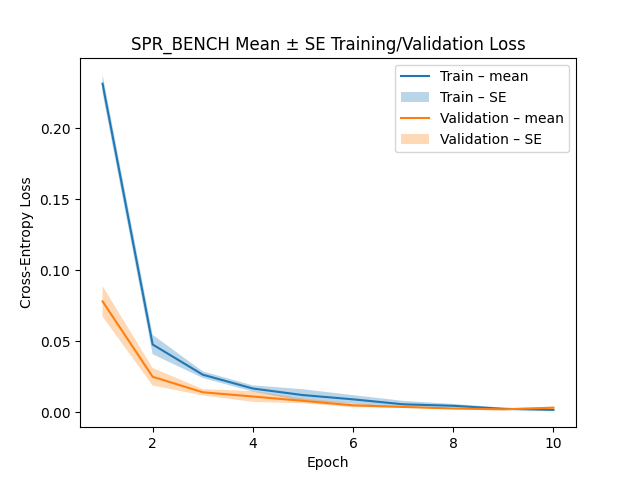 SPR_BENCH Mean ± SE Training/Validation Loss
Train – mean
Train – SE
Validation – mean
Validation – SE
Cross-Entropy Loss
0.20
0.15
0.10
0.05
0.00
2 4 6 8 10
Epoch